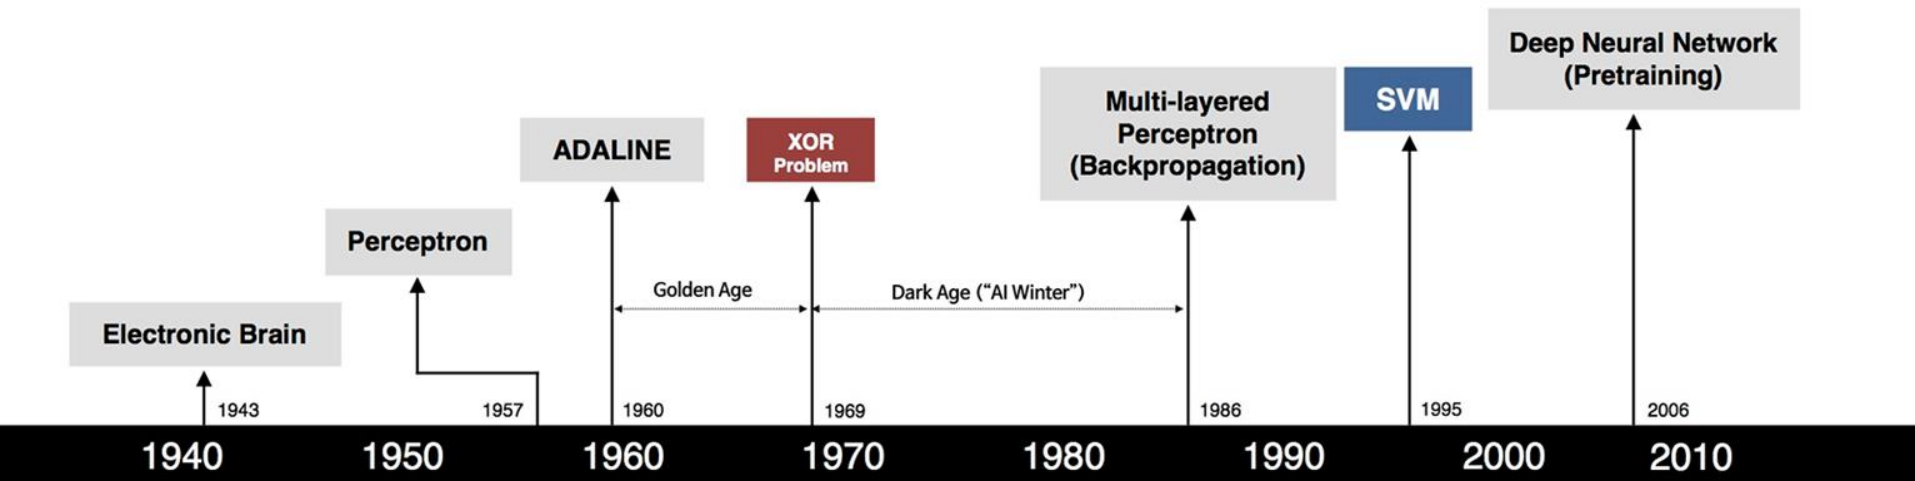 Deep Neural Network
(Pretraining)
Multi-layered
Perceptron
(Backpropagation)
SVM
ADALINE
XOR
Problem
Perceptron
Golden Age
Dark Age (“AI Winter”)
Electronic Brain
1943
1957
1960
1969
1986
1995
2006
1940
1950
1960
1970
1980
1990
2000
2010